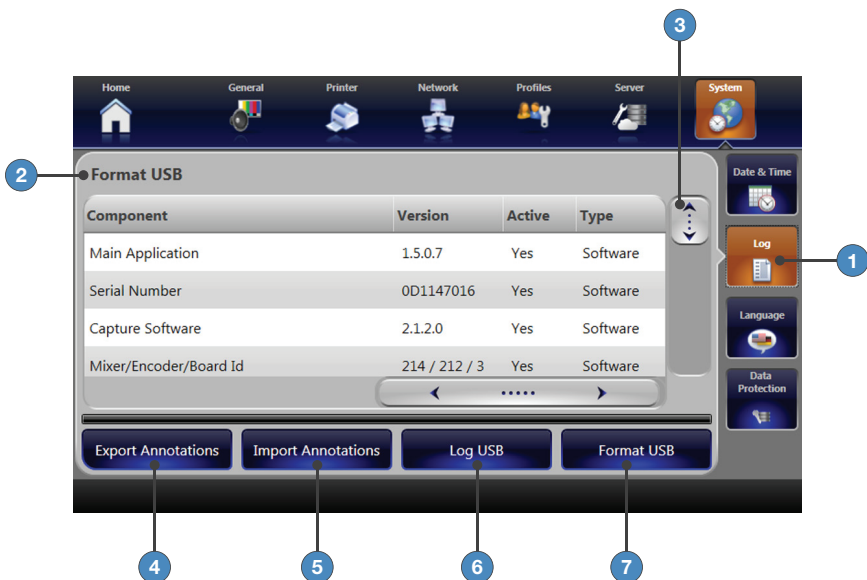 3
Home General Printer Network Profiles Server System
2
Format USB
Date & Time
Component Version Active Type
Main Application 1.5.0.7 Yes Software
Log
1
Serial Number 0D1147016 Yes Software
Capture Software 2.1.2.0 Yes Software
Language
Mixer/Encoder/Board Id 214 / 212 / 3 Yes Software
Data
Protection
Export Annotations Import Annotations Log USB Format USB
4 5 6 7